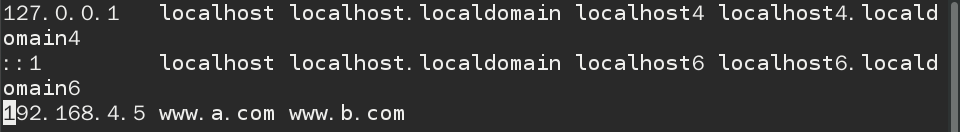 127.0.0.1   localhost localhost.localdomain localhost4 localhost4.locald
omain4
::1         localhost localhost.localdomain localhost6 localhost6.locald
omain6
192.168.4.5 www.a.com www.b.com